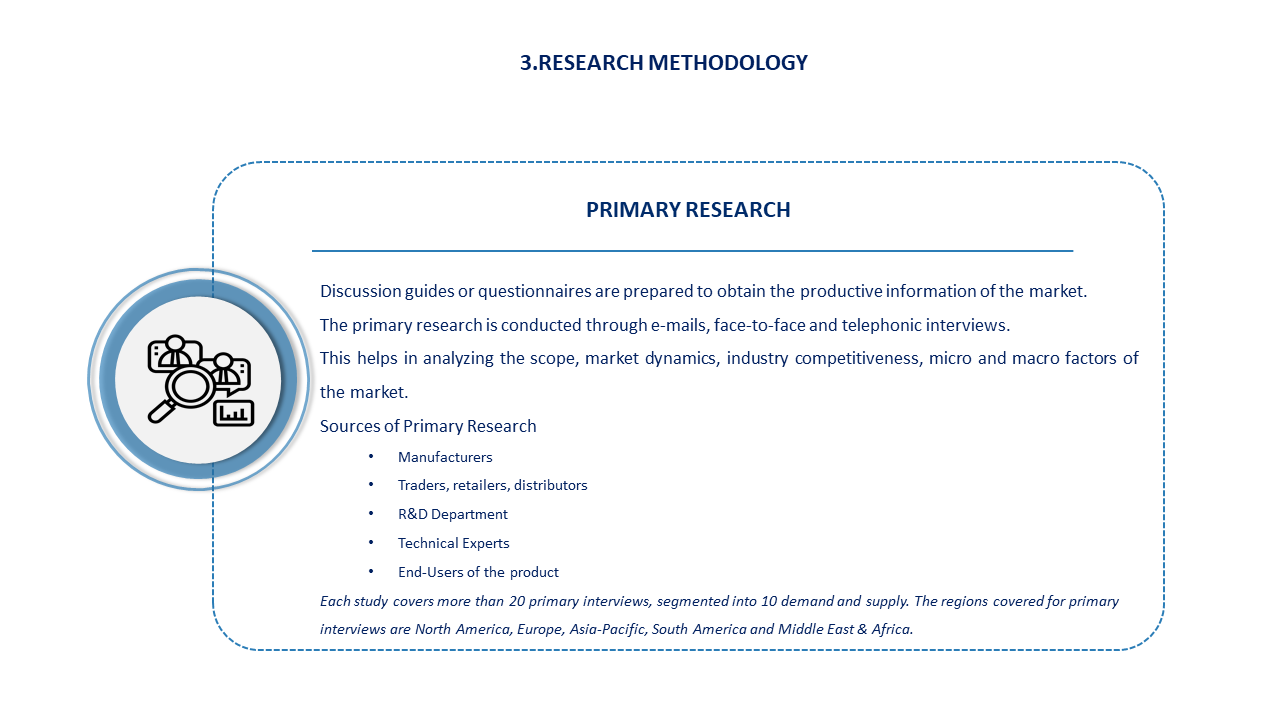 3.RESEARCH METHODOLOGY
PRIMARY RESEARCH
Discussion guides or questionnaires are prepared to obtain the productive information of the market.
The primary research is conducted through e-mails, face-to-face and telephonic interviews.
This helps in analyzing the scope, market dynamics, industry competitiveness, micro and macro factors of
the market.
Sources of Primary Research
• Manufacturers
• Traders, retailers, distributors
• R&D Department
• Technical Experts
• End-Users of the product
Each study covers more than 20 primary interviews, segmented into 10 demand and supply. The regions covered for primary
interviews are North America, Europe, Asia-Pacific, South America and Middle East & Africa.